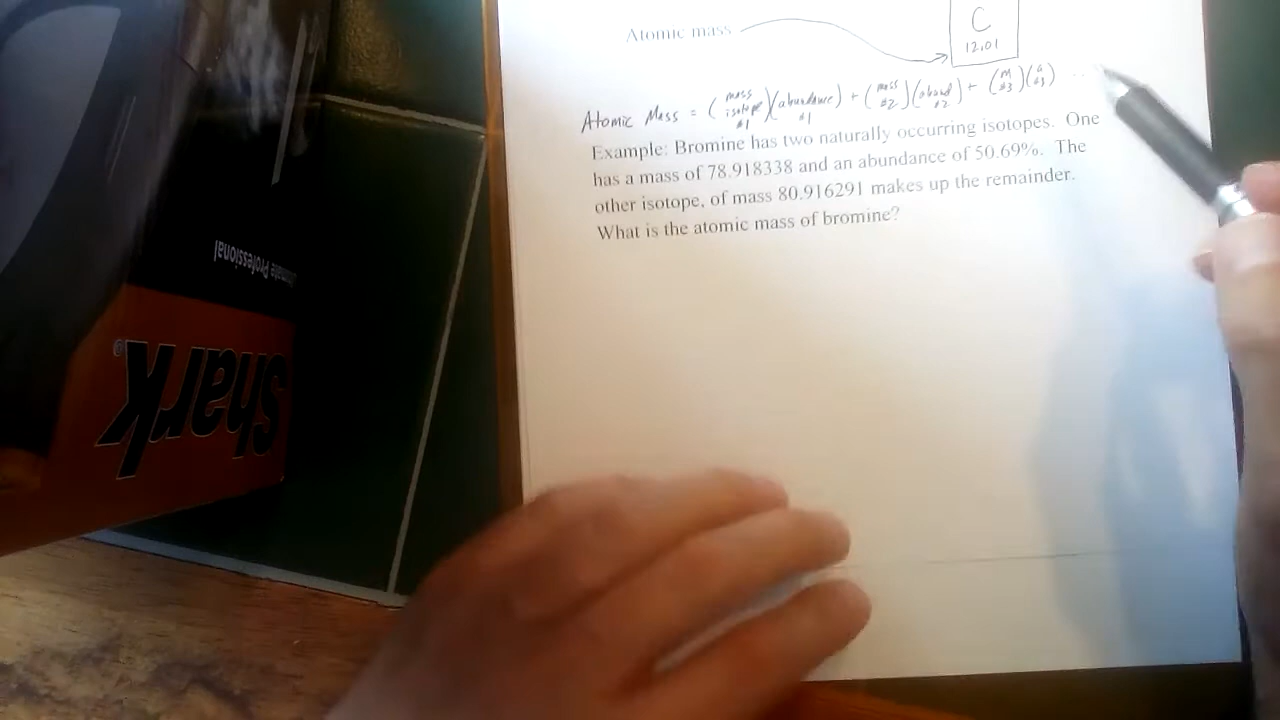 Atomic mass
C
12.01
Atomic Mass = (mass isotope #1)(abundance #1) + (mass #2)(abund #2) + (m #3)(a #3) ...
Example: Bromine has two naturally occurring isotopes. One
has a mass of 78.918338 and an abundance of 50.69%. The
other isotope, of mass 80.916291 makes up the remainder.
What is the atomic mass of bromine?
Ultimate Professional
Shark®